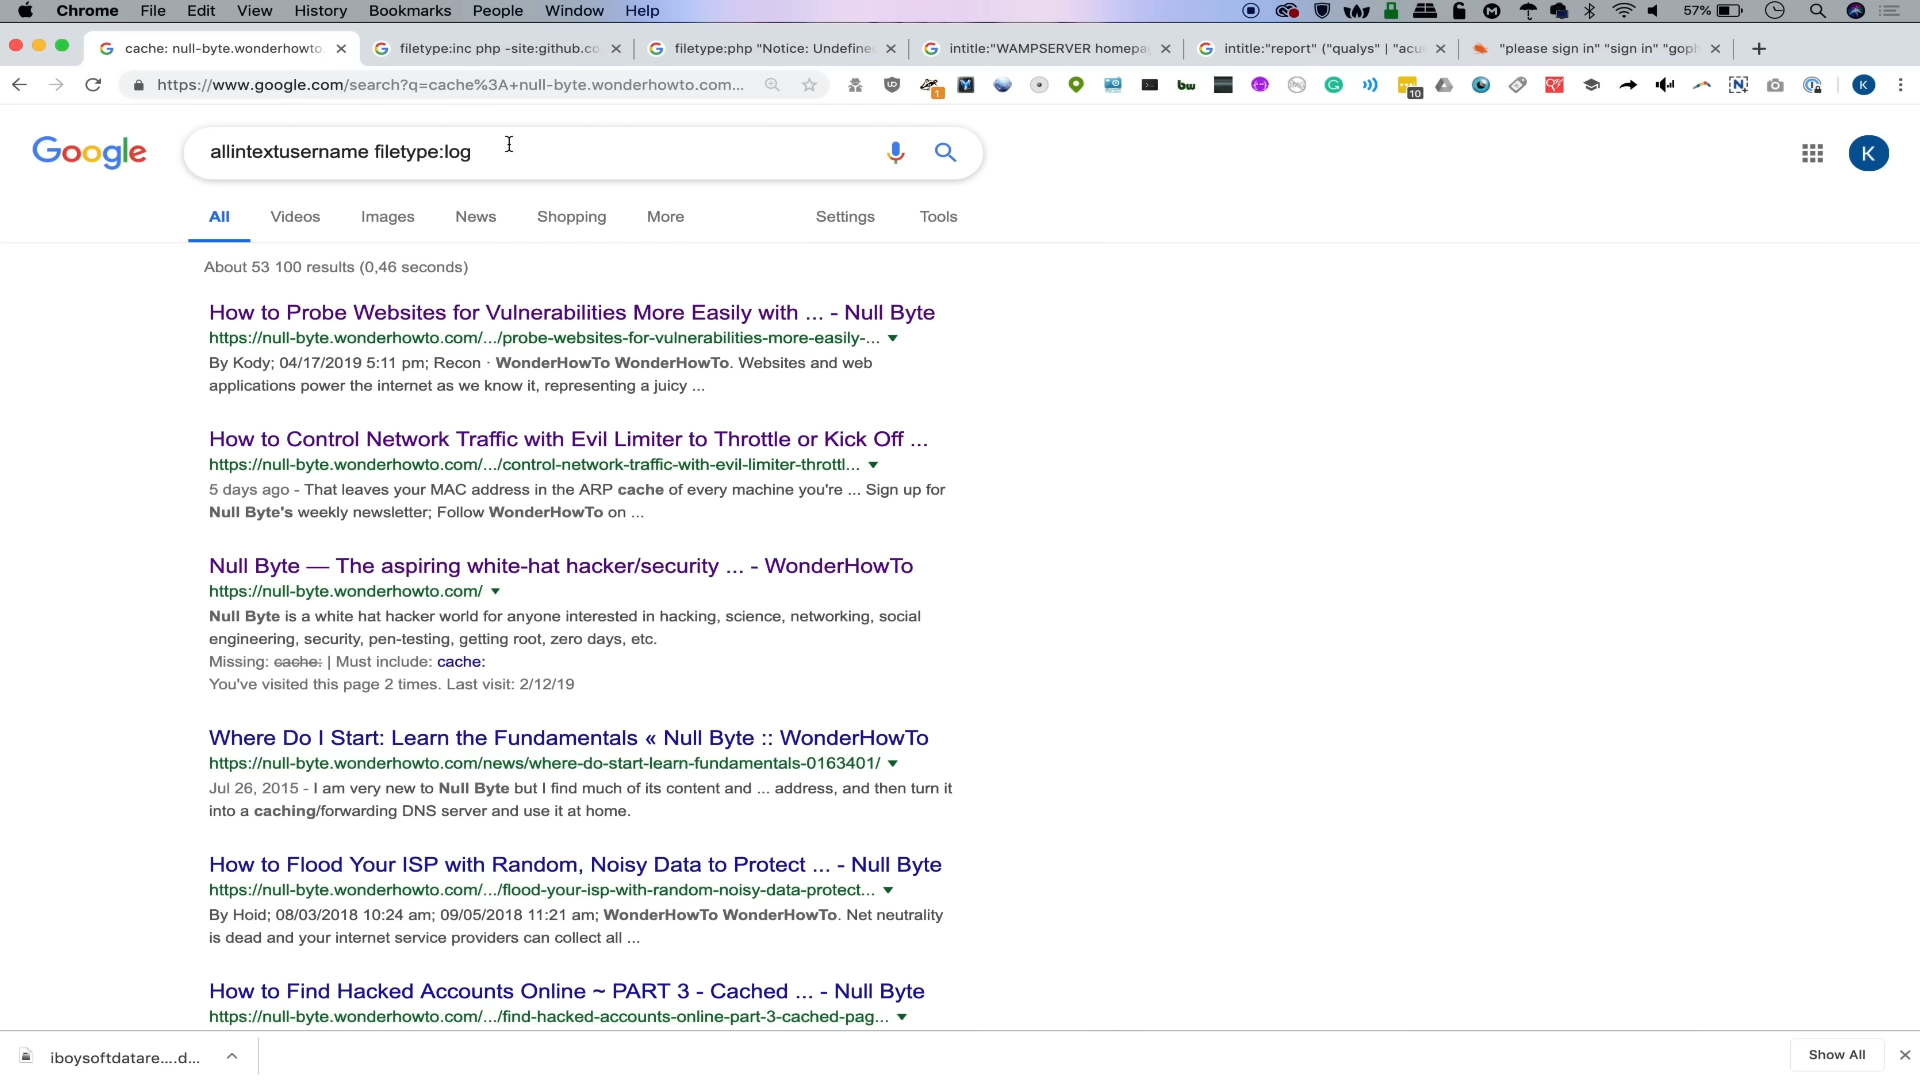 Chrome File Edit View History Bookmarks People Window Help 57%
cache: null-byte.wonderhowto. filetype:inc php -site:github.co filetype:php "Notice: Undefine intitle:"WAMPSERVER homepa intitle:"report" ("qualys" | "acu "please sign in" "sign in" "goph
https://www.google.com/search?q=cache%3A+null-byte.wonderhowto.com... 1 bw 10 K
Google allintextusername filetype:log K
All Videos Images News Shopping More Settings Tools
About 53 100 results (0,46 seconds)
How to Probe Websites for Vulnerabilities More Easily with ... - Null Byte
https://null-byte.wonderhowto.com/.../probe-websites-for-vulnerabilities-more-easily-...
By Kody; 04/17/2019 5:11 pm; Recon · WonderHowTo WonderHowTo. Websites and web
applications power the internet as we know it, representing a juicy ...
How to Control Network Traffic with Evil Limiter to Throttle or Kick Off ...
https://null-byte.wonderhowto.com/.../control-network-traffic-with-evil-limiter-throttl...
5 days ago - That leaves your MAC address in the ARP cache of every machine you're ... Sign up for
Null Byte's weekly newsletter; Follow WonderHowTo on ...
Null Byte — The aspiring white-hat hacker/security ... - WonderHowTo
https://null-byte.wonderhowto.com/
Null Byte is a white hat hacker world for anyone interested in hacking, science, networking, social
engineering, security, pen-testing, getting root, zero days, etc.
Missing: cache: | Must include: cache:
You've visited this page 2 times. Last visit: 2/12/19
Where Do I Start: Learn the Fundamentals « Null Byte :: WonderHowTo
https://null-byte.wonderhowto.com/news/where-do-start-learn-fundamentals-0163401/
Jul 26, 2015 - I am very new to Null Byte but I find much of its content and ... address, and then turn it
into a caching/forwarding DNS server and use it at home.
How to Flood Your ISP with Random, Noisy Data to Protect ... - Null Byte
https://null-byte.wonderhowto.com/.../flood-your-isp-with-random-noisy-data-protect...
By Hoid; 08/03/2018 10:24 am; 09/05/2018 11:21 am; WonderHowTo WonderHowTo. Net neutrality
is dead and your internet service providers can collect all ...
How to Find Hacked Accounts Online ~ PART 3 - Cached ... - Null Byte
https://null-byte.wonderhowto.com/.../find-hacked-accounts-online-part-3-cached-pag...
iboysoftdatare....d... Show All